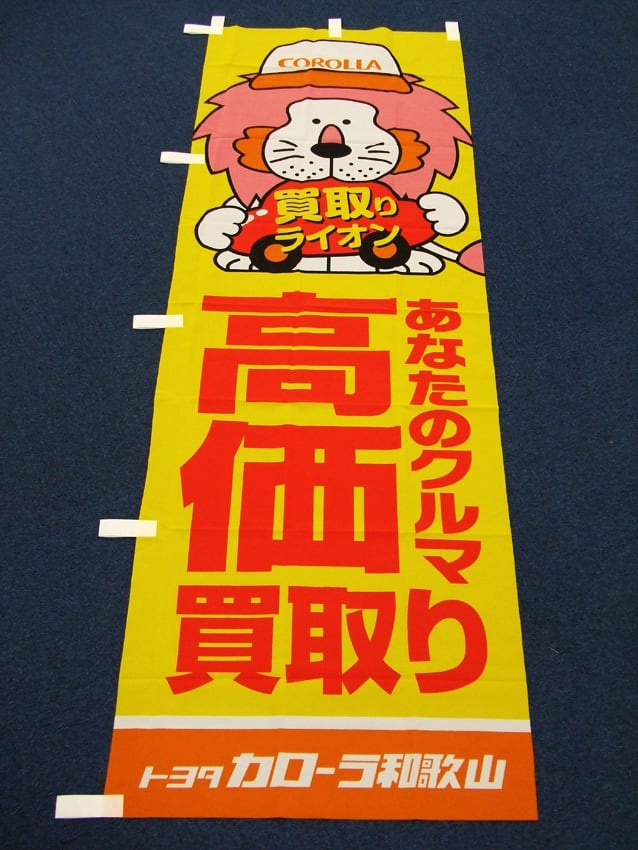 COROLLA
買取り
ライオン
あなたのクルマ
高価
買取り
トヨタ カローラ和歌山